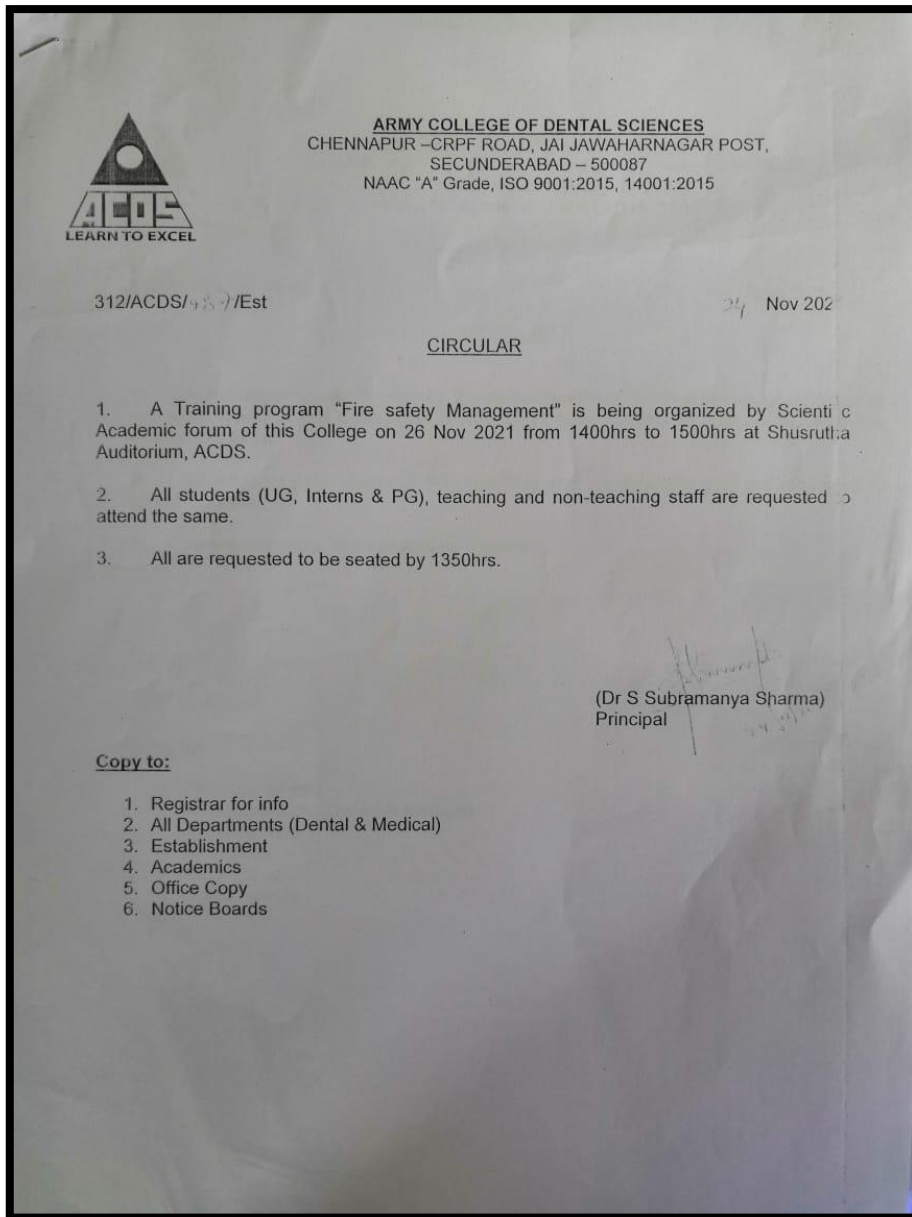 ARMY COLLEGE OF DENTAL SCIENCES
CHENNAPUR –CRPF ROAD, JAI JAWAHARNAGAR POST,
SECUNDERABAD – 500087
NAAC "A" Grade, ISO 9001:2015, 14001:2015
ACDS
LEARN TO EXCEL
312/ACDS/ /Est
24 Nov 202
CIRCULAR
1. A Training program “Fire safety Management” is being organized by Scienti c
Academic forum of this College on 26 Nov 2021 from 1400hrs to 1500hrs at Shusrutha
Auditorium, ACDS.
2. All students (UG, Interns & PG), teaching and non-teaching staff are requested
attend the same.
3. All are requested to be seated by 1350hrs.
(Dr S Subramanya Sharma)
Principal
Copy to:
1. Registrar for info
2. All Departments (Dental & Medical)
3. Establishment
4. Academics
5. Office Copy
6. Notice Boards